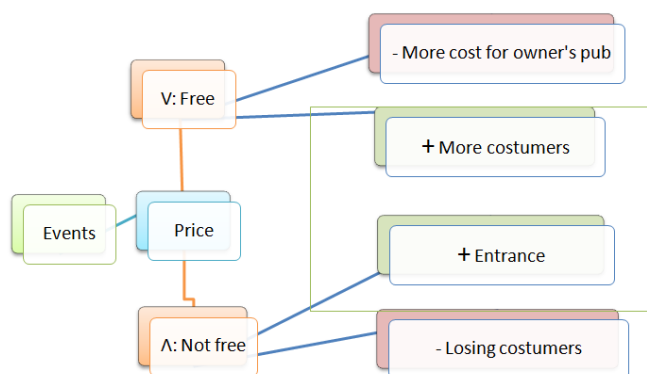 - More cost for owner's pub
V: Free
+ More costumers
Events
Price
+ Entrance
Λ: Not free
- Losing costumers